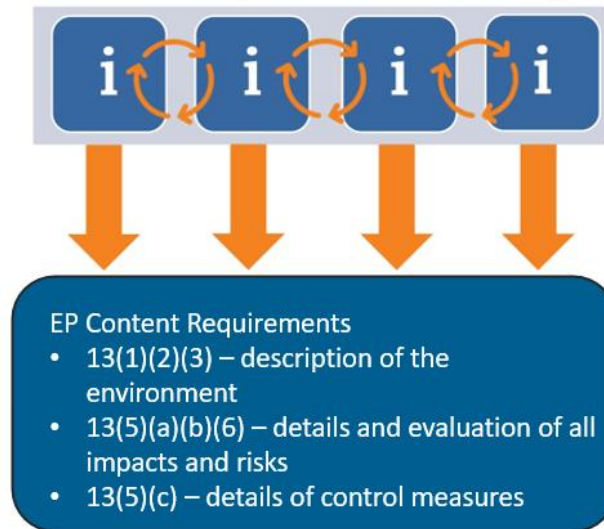 i i i i
EP Content Requirements
• 13(1)(2)(3) – description of the
environment
• 13(5)(a)(b)(6) – details and evaluation of all
impacts and risks
• 13(5)(c) – details of control measures